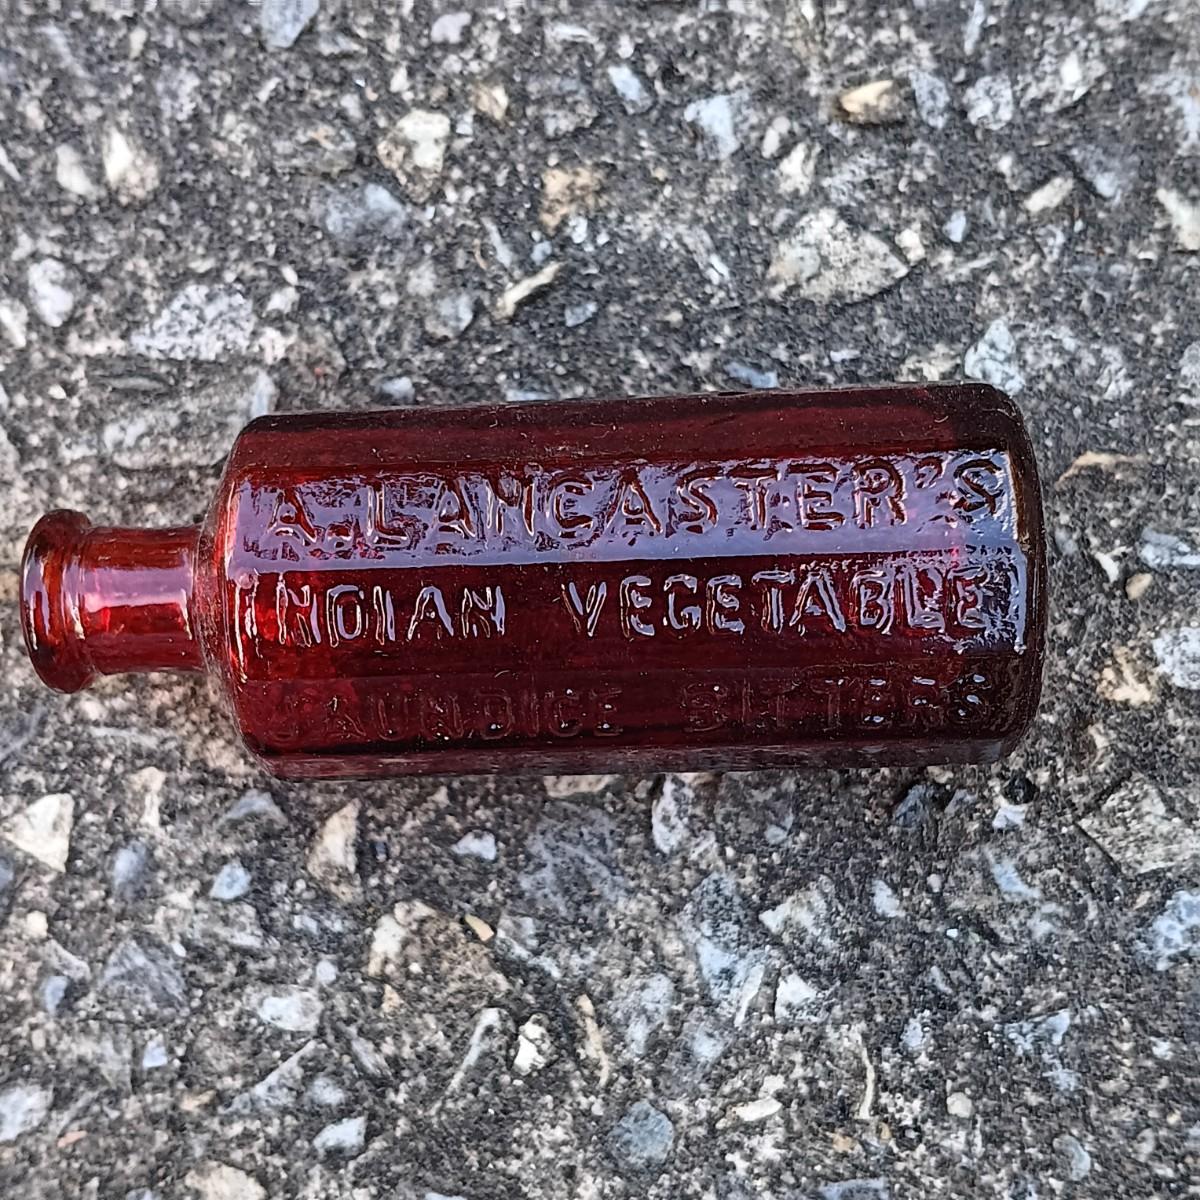 A. LANCASTER'S
INDIAN VEGETABLE
JAUNDICE BITTERS